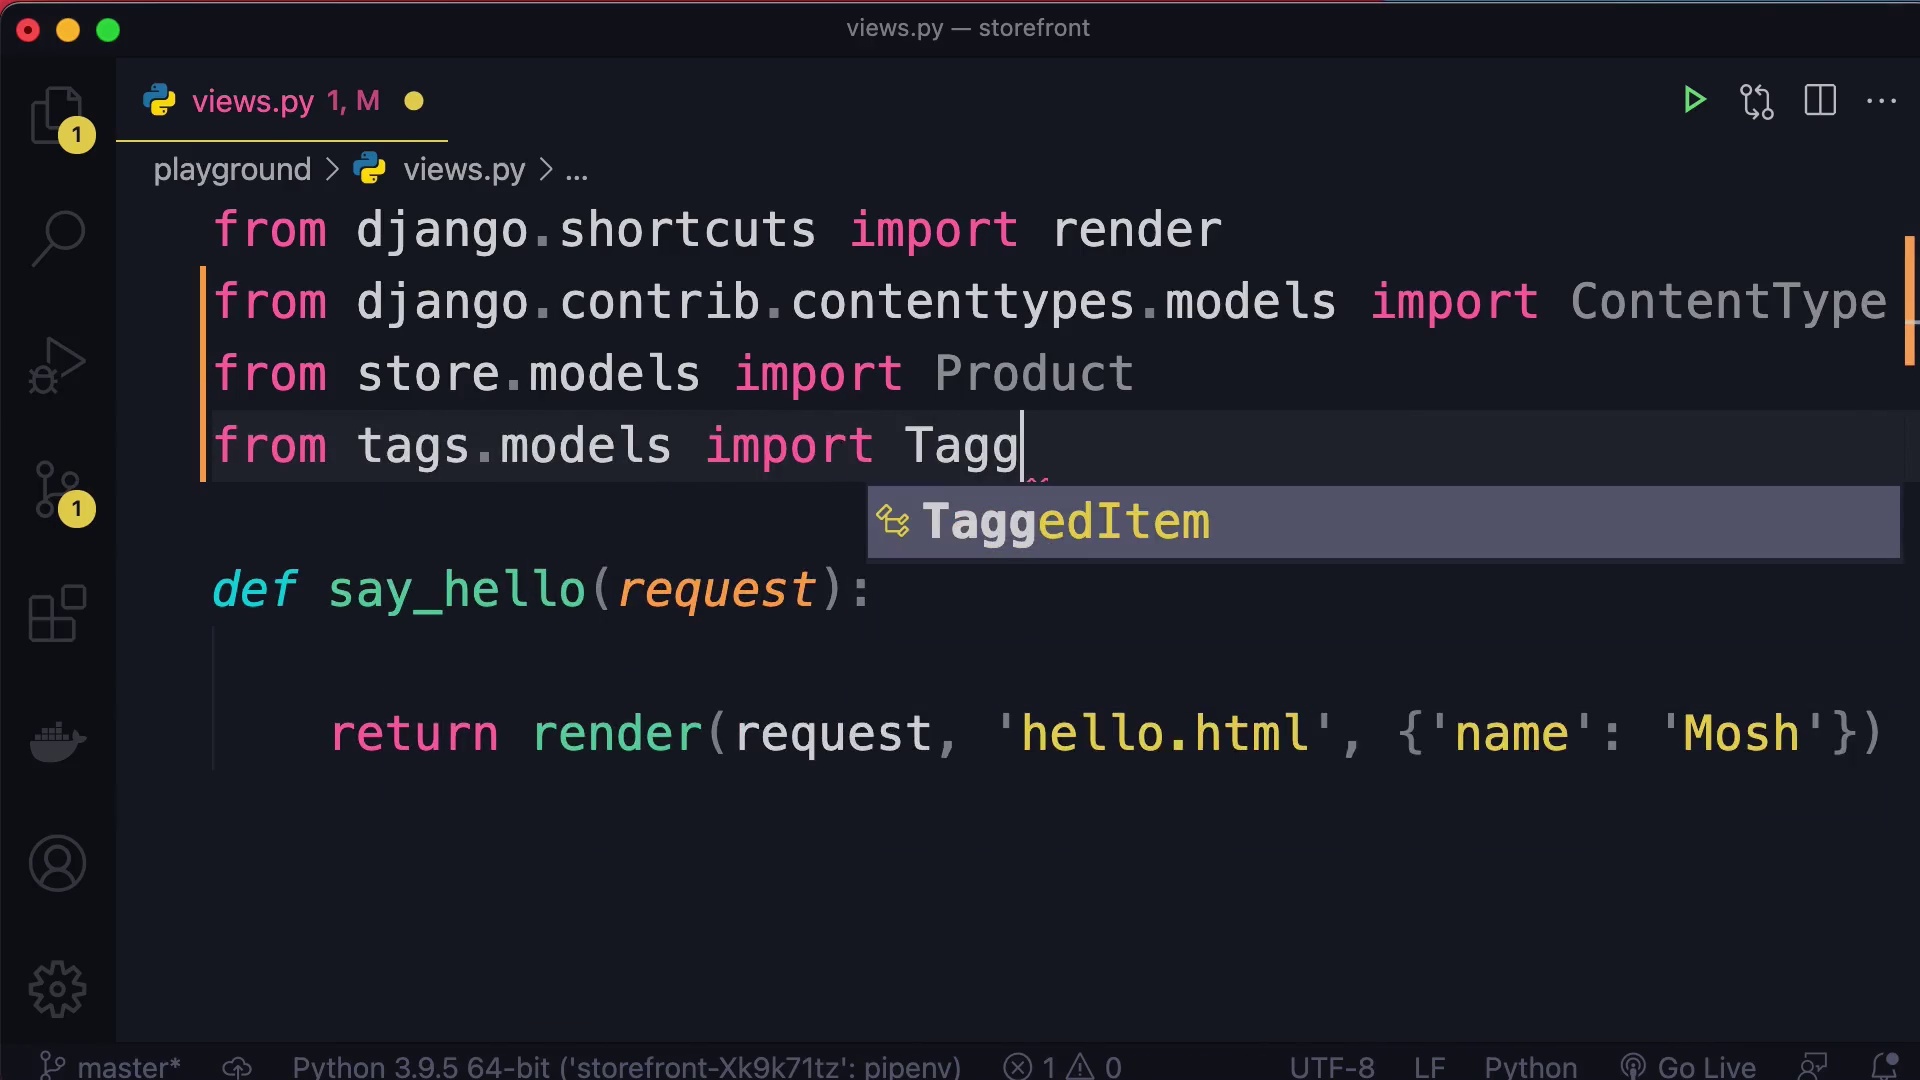 views.py — storefront
views.py 1, M
1
playground > views.py > ...
from django.shortcuts import render
from django.contrib.contenttypes.models import ContentType
from store.models import Product
from tags.models import Tagg
TaggedItem
1
def say_hello(request):
return render(request, 'hello.html', {'name': 'Mosh'})
master* Python 3.9.5 64-bit ('storefront-Xk9k71tz': pipenv) 1 0 UTF-8 LF Python Go Live